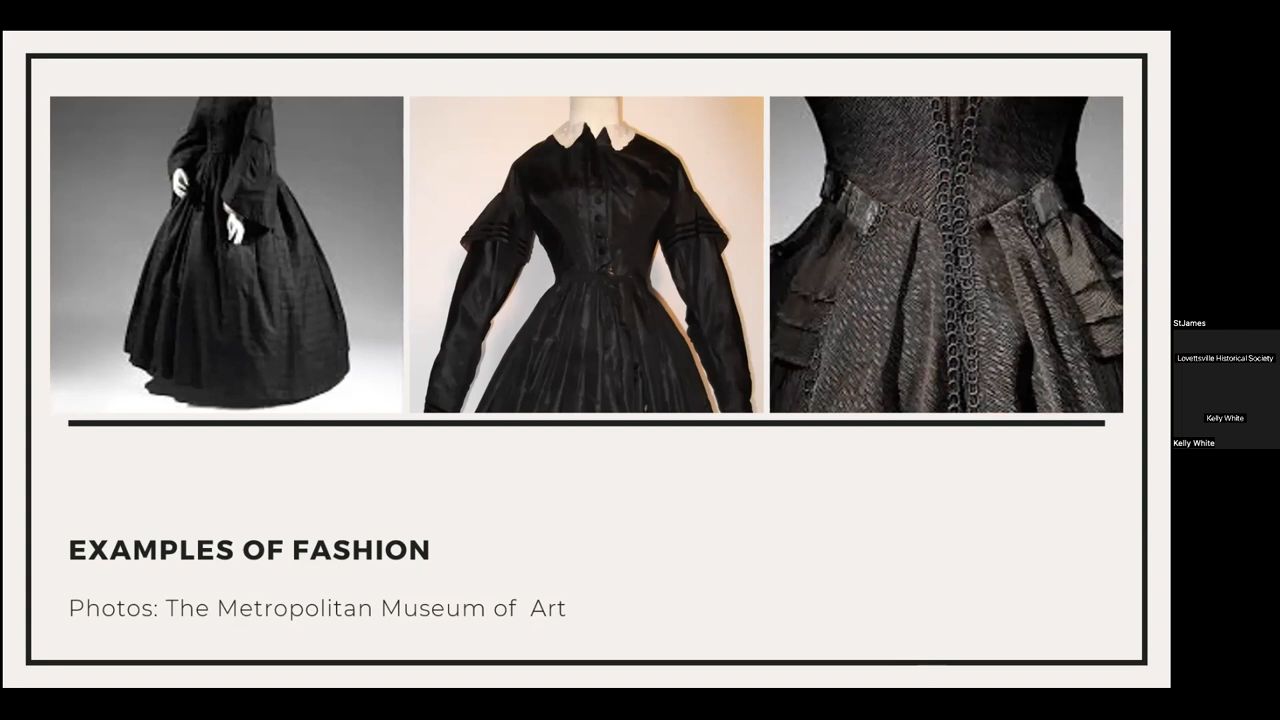 EXAMPLES OF FASHION
Photos: The Metropolitan Museum of  Art
StJames
Lovettsville Historical Society
Kelly White
Kelly White